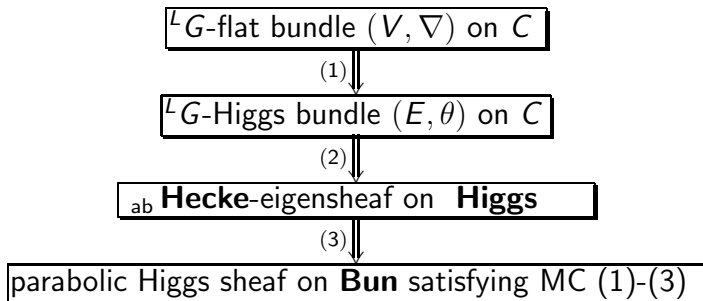 ᴸG-flat bundle (V, ∇) on C
(1)
ᴸG-Higgs bundle (E, θ) on C
(2)
ab Hecke-eigensheaf on Higgs
(3)
parabolic Higgs sheaf on Bun satisfying MC (1)-(3)